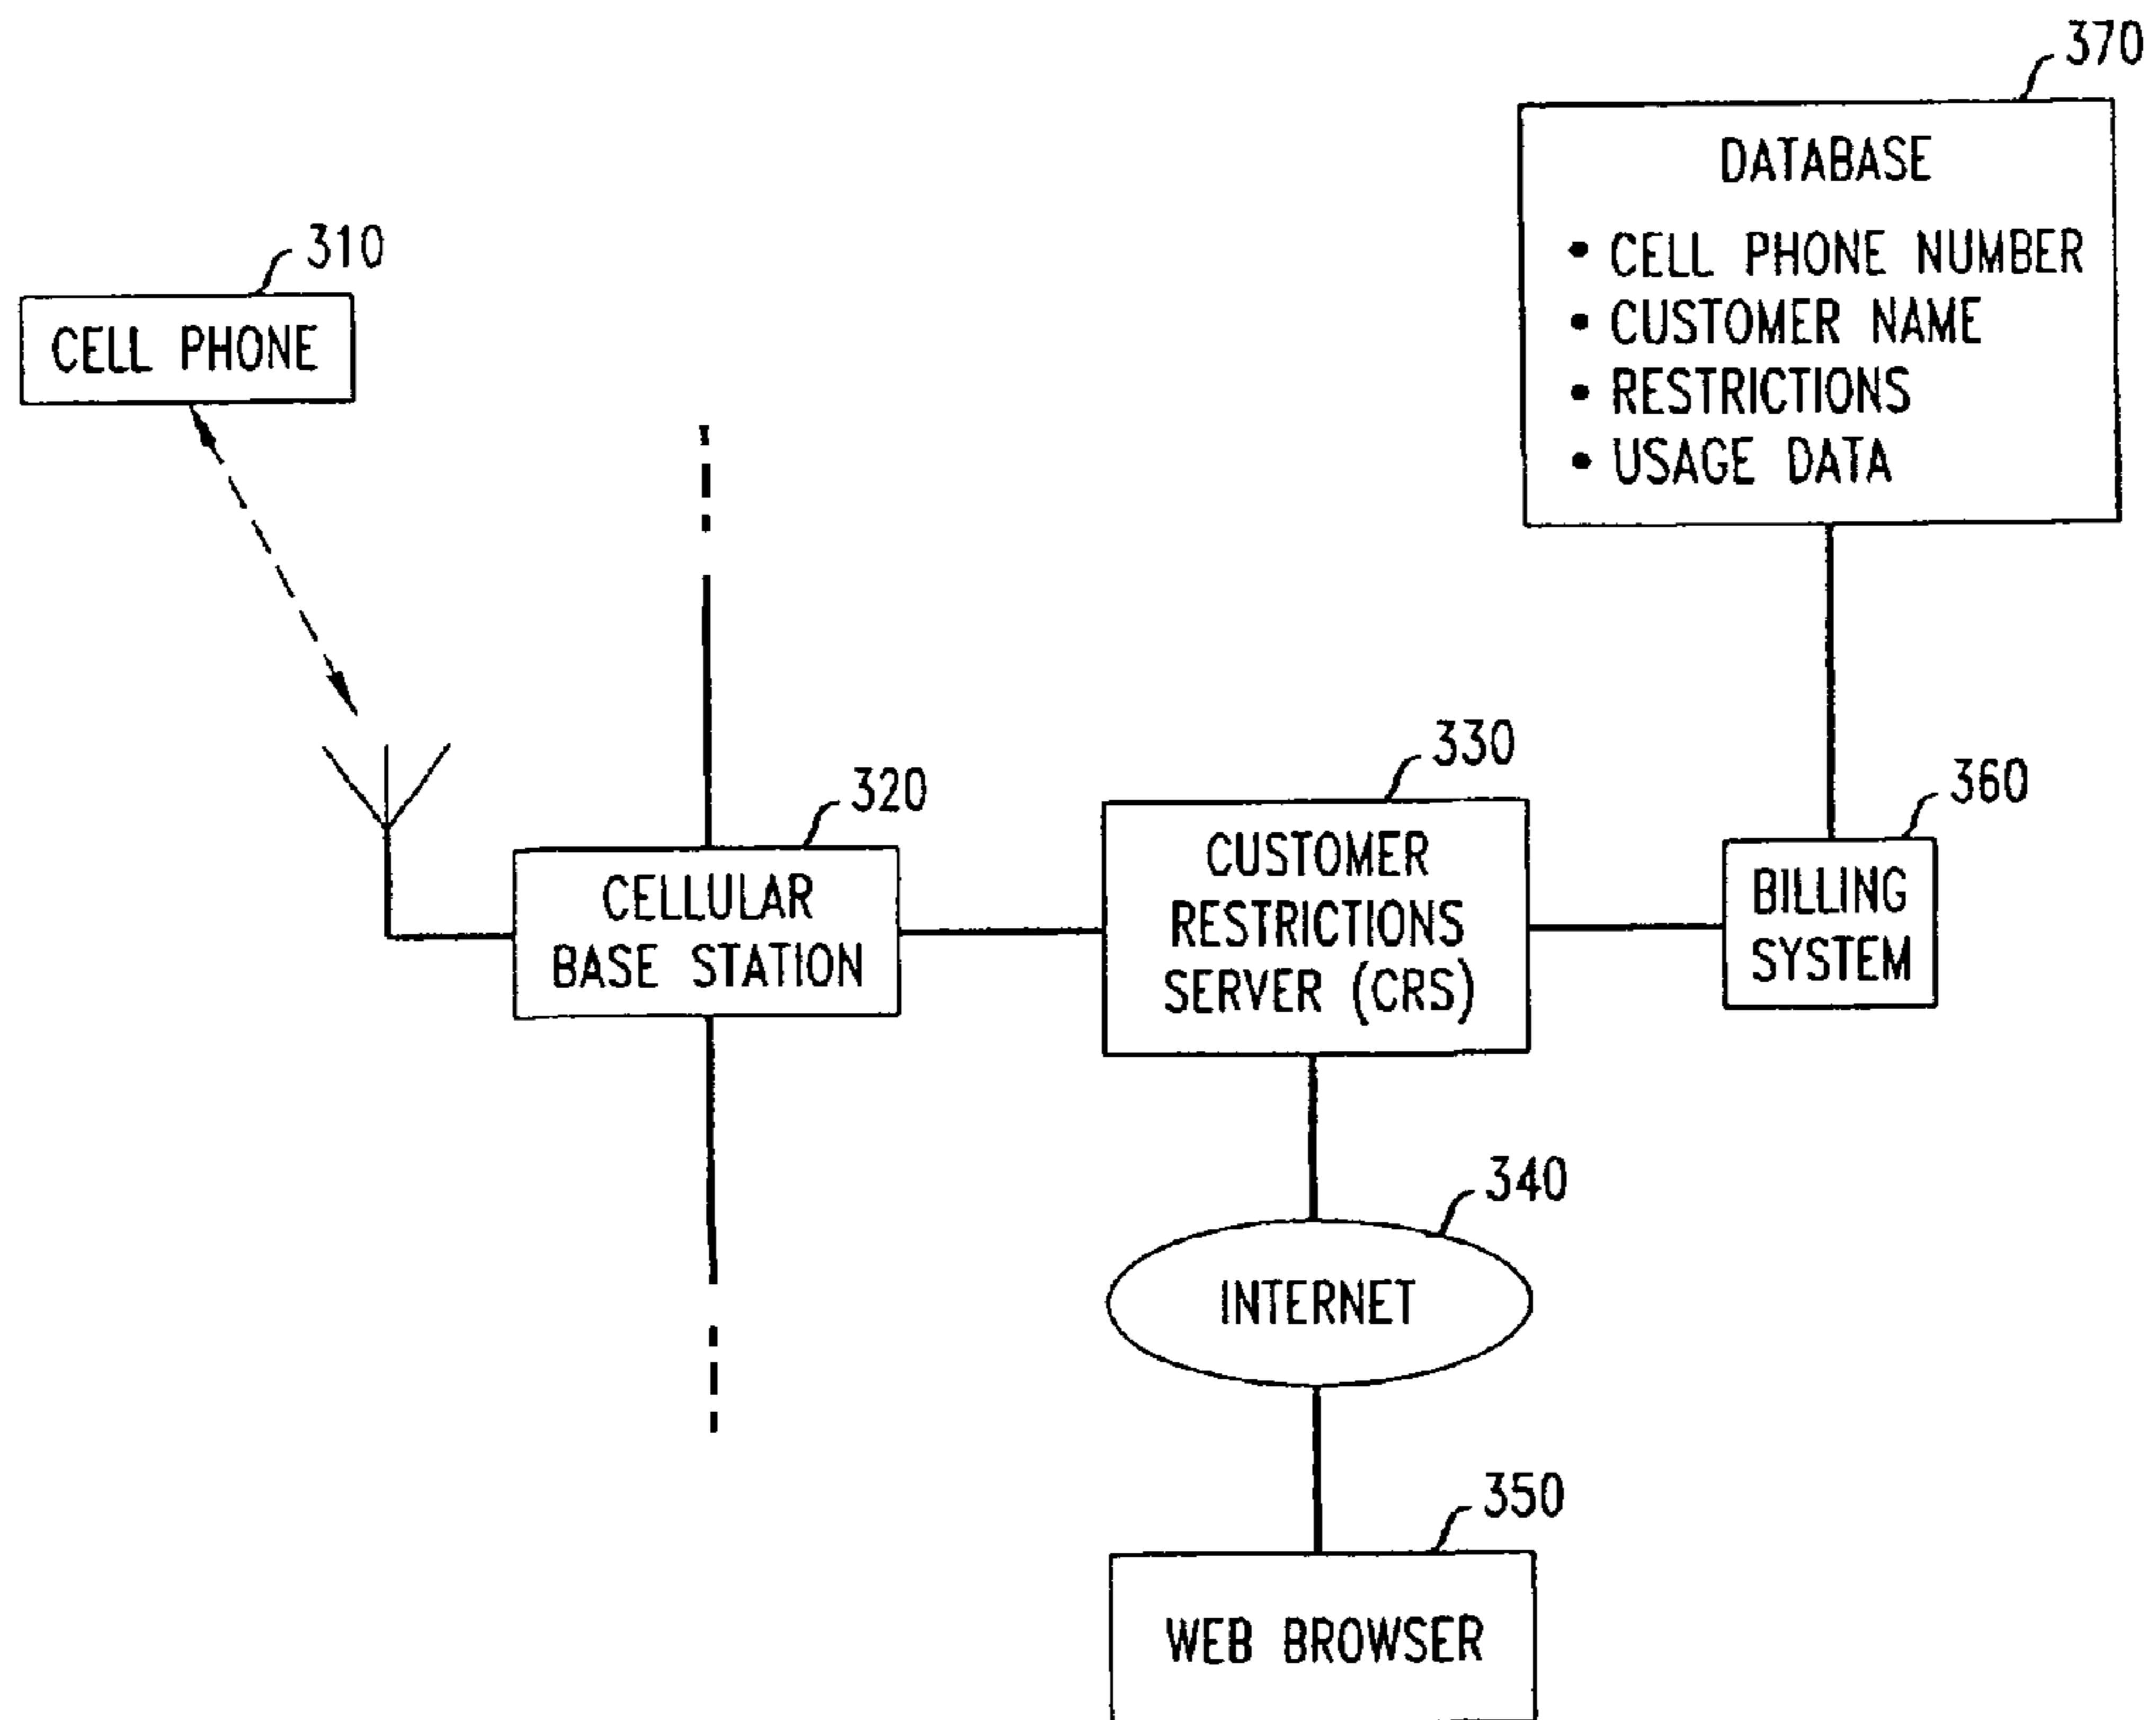 370
DATABASE
• CELL PHONE NUMBER
• CUSTOMER NAME
• RESTRICTIONS
• USAGE DATA
310
CELL PHONE
320
CELLULAR
BASE STATION
330
CUSTOMER
RESTRICTIONS
SERVER (CRS)
360
BILLING
SYSTEM
340
INTERNET
350
WEB BROWSER